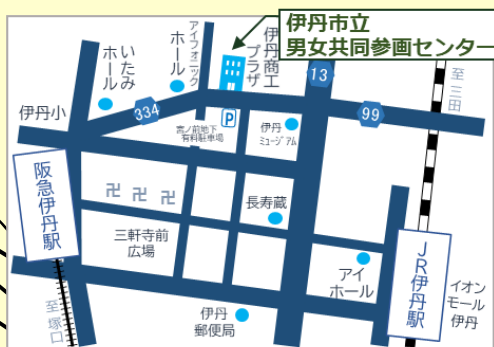 伊丹市立
男女共同参画センター
いたみ
ホール
アイフォニック
ホール
伊丹商工
プラザ
13
至三田
伊丹小
334
P
宮ノ前地下
有料駐車場
伊丹
ミュージアム
99
阪急伊丹駅
卍 卍 卍
長寿蔵
三軒寺前
広場
JR伊丹駅
アイ
ホール
イオン
モール
伊丹
至塚口
伊丹
郵便局